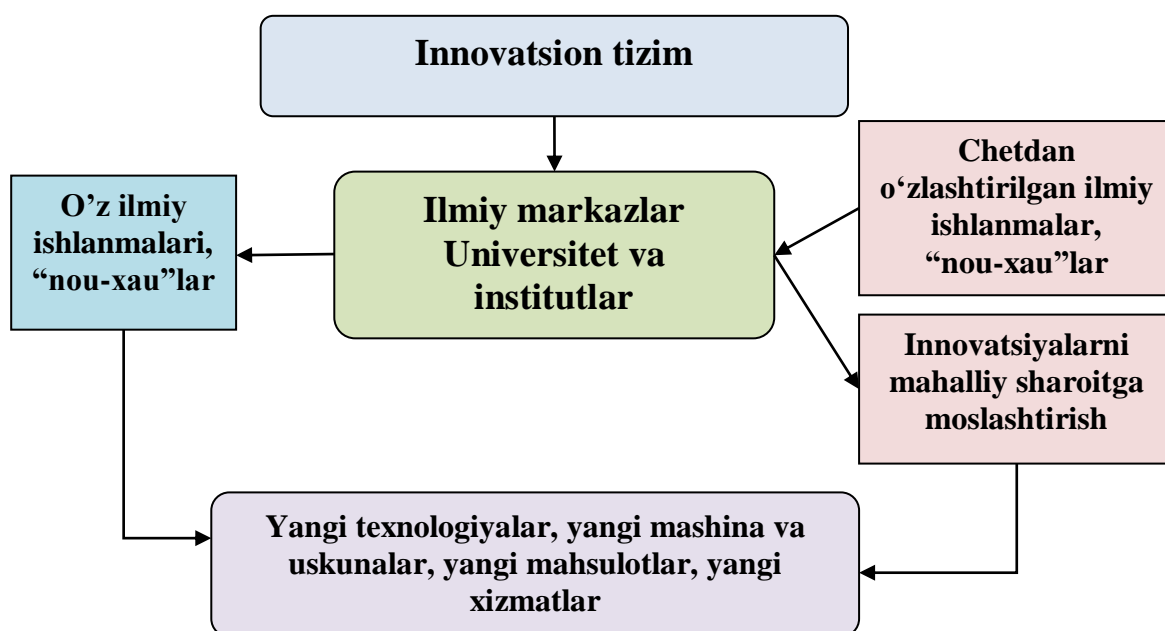 Innovatsion tizim
Chetdan
o‘zlashtirilgan ilmiy
ishlanmalar,
“nou-xau”lar
O’z ilmiy
ishlanmalari,
“nou-xau”lar
Ilmiy markazlar
Universitet va
institutlar
Innovatsiyalarni
mahalliy sharoitga
moslashtirish
Yangi texnologiyalar, yangi mashina va
uskunalar, yangi mahsulotlar, yangi
xizmatlar